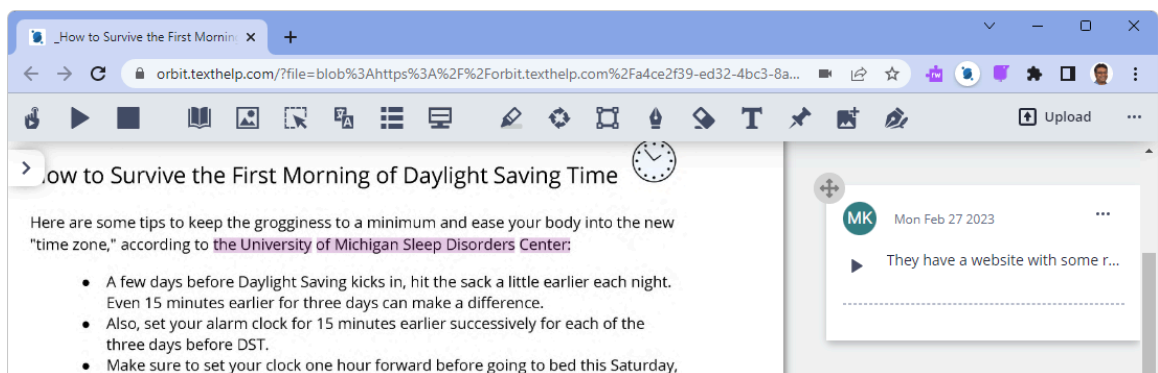 _How to Survive the First Mornin
orbit.texthelp.com/?file=blob%3Ahttps%3A%2F%2Forbit.texthelp.com%2Fa4ce2f39-ed32-4bc3-8a...
rw
T
Upload
ow to Survive the First Morning of Daylight Saving Time
Here are some tips to keep the grogginess to a minimum and ease your body into the new
"time zone," according to the University of Michigan Sleep Disorders Center:
● A few days before Daylight Saving kicks in, hit the sack a little earlier each night.
Even 15 minutes earlier for three days can make a difference.
● Also, set your alarm clock for 15 minutes earlier successively for each of the
three days before DST.
● Make sure to set your clock one hour forward before going to bed this Saturday,
MK
Mon Feb 27 2023
They have a website with some r...